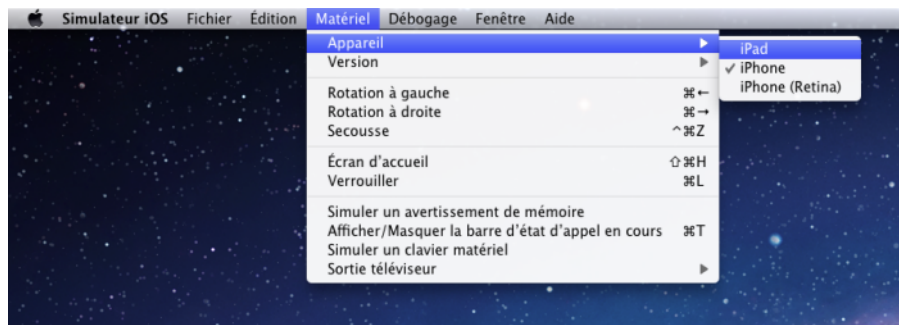 Simulateur iOS Fichier Édition Matériel Débogage Fenêtre Aide
Appareil
Version
Rotation à gauche ⌘←
Rotation à droite ⌘→
Secousse ^⌘Z
Écran d'accueil ⇧⌘H
Verrouiller ⌘L
Simuler un avertissement de mémoire
Afficher/Masquer la barre d'état d'appel en cours ⌘T
Simuler un clavier matériel
Sortie téléviseur
iPad
✓ iPhone
iPhone (Retina)